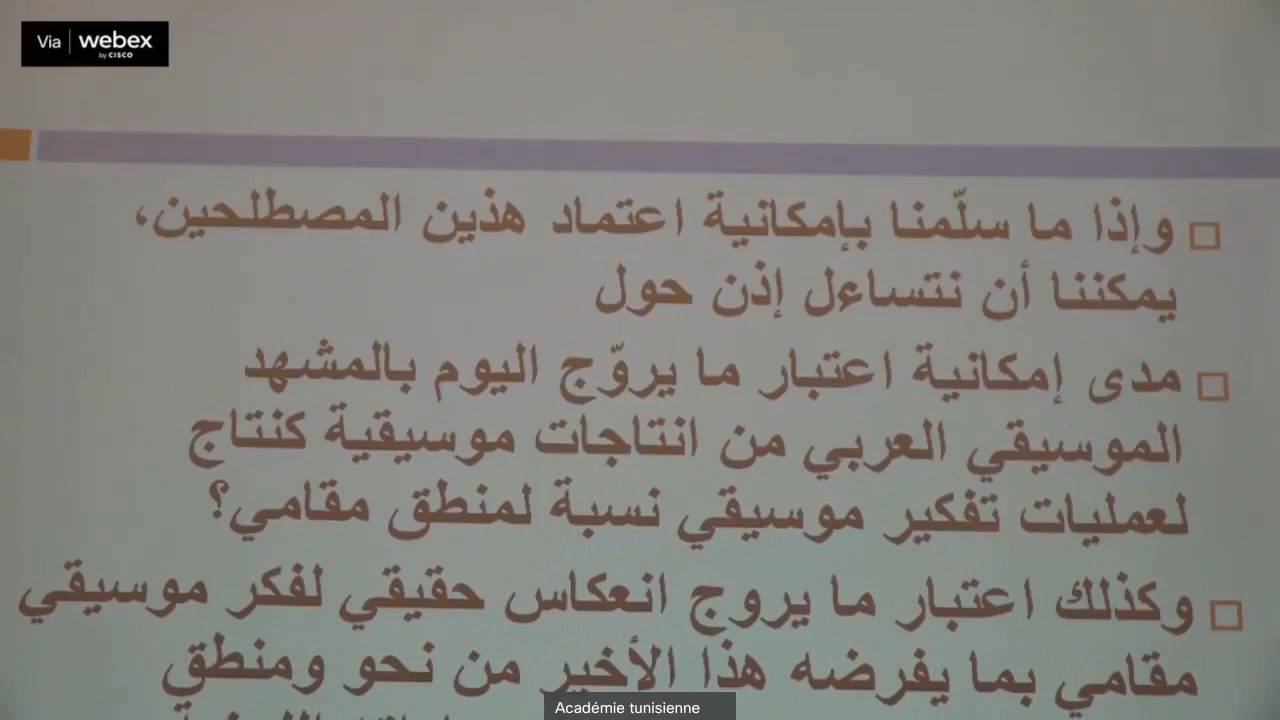 Via webex
by CISCO
وإذا ما سلّمنا بإمكانية اعتماد هذين المصطلحين،
يمكننا أن نتساءل إذن حول
مدى إمكانية اعتبار ما يروّج اليوم بالمشهد
الموسيقي العربي من انتاجات موسيقية كنتاج
لعمليات تفكير موسيقي نسبة لمنطق مقامي؟
وكذلك اعتبار ما يروج انعكاس حقيقي لفكر موسيقي
مقامي بما يفرضه هذا الأخير من نحو ومنطق
Académie tunisienne